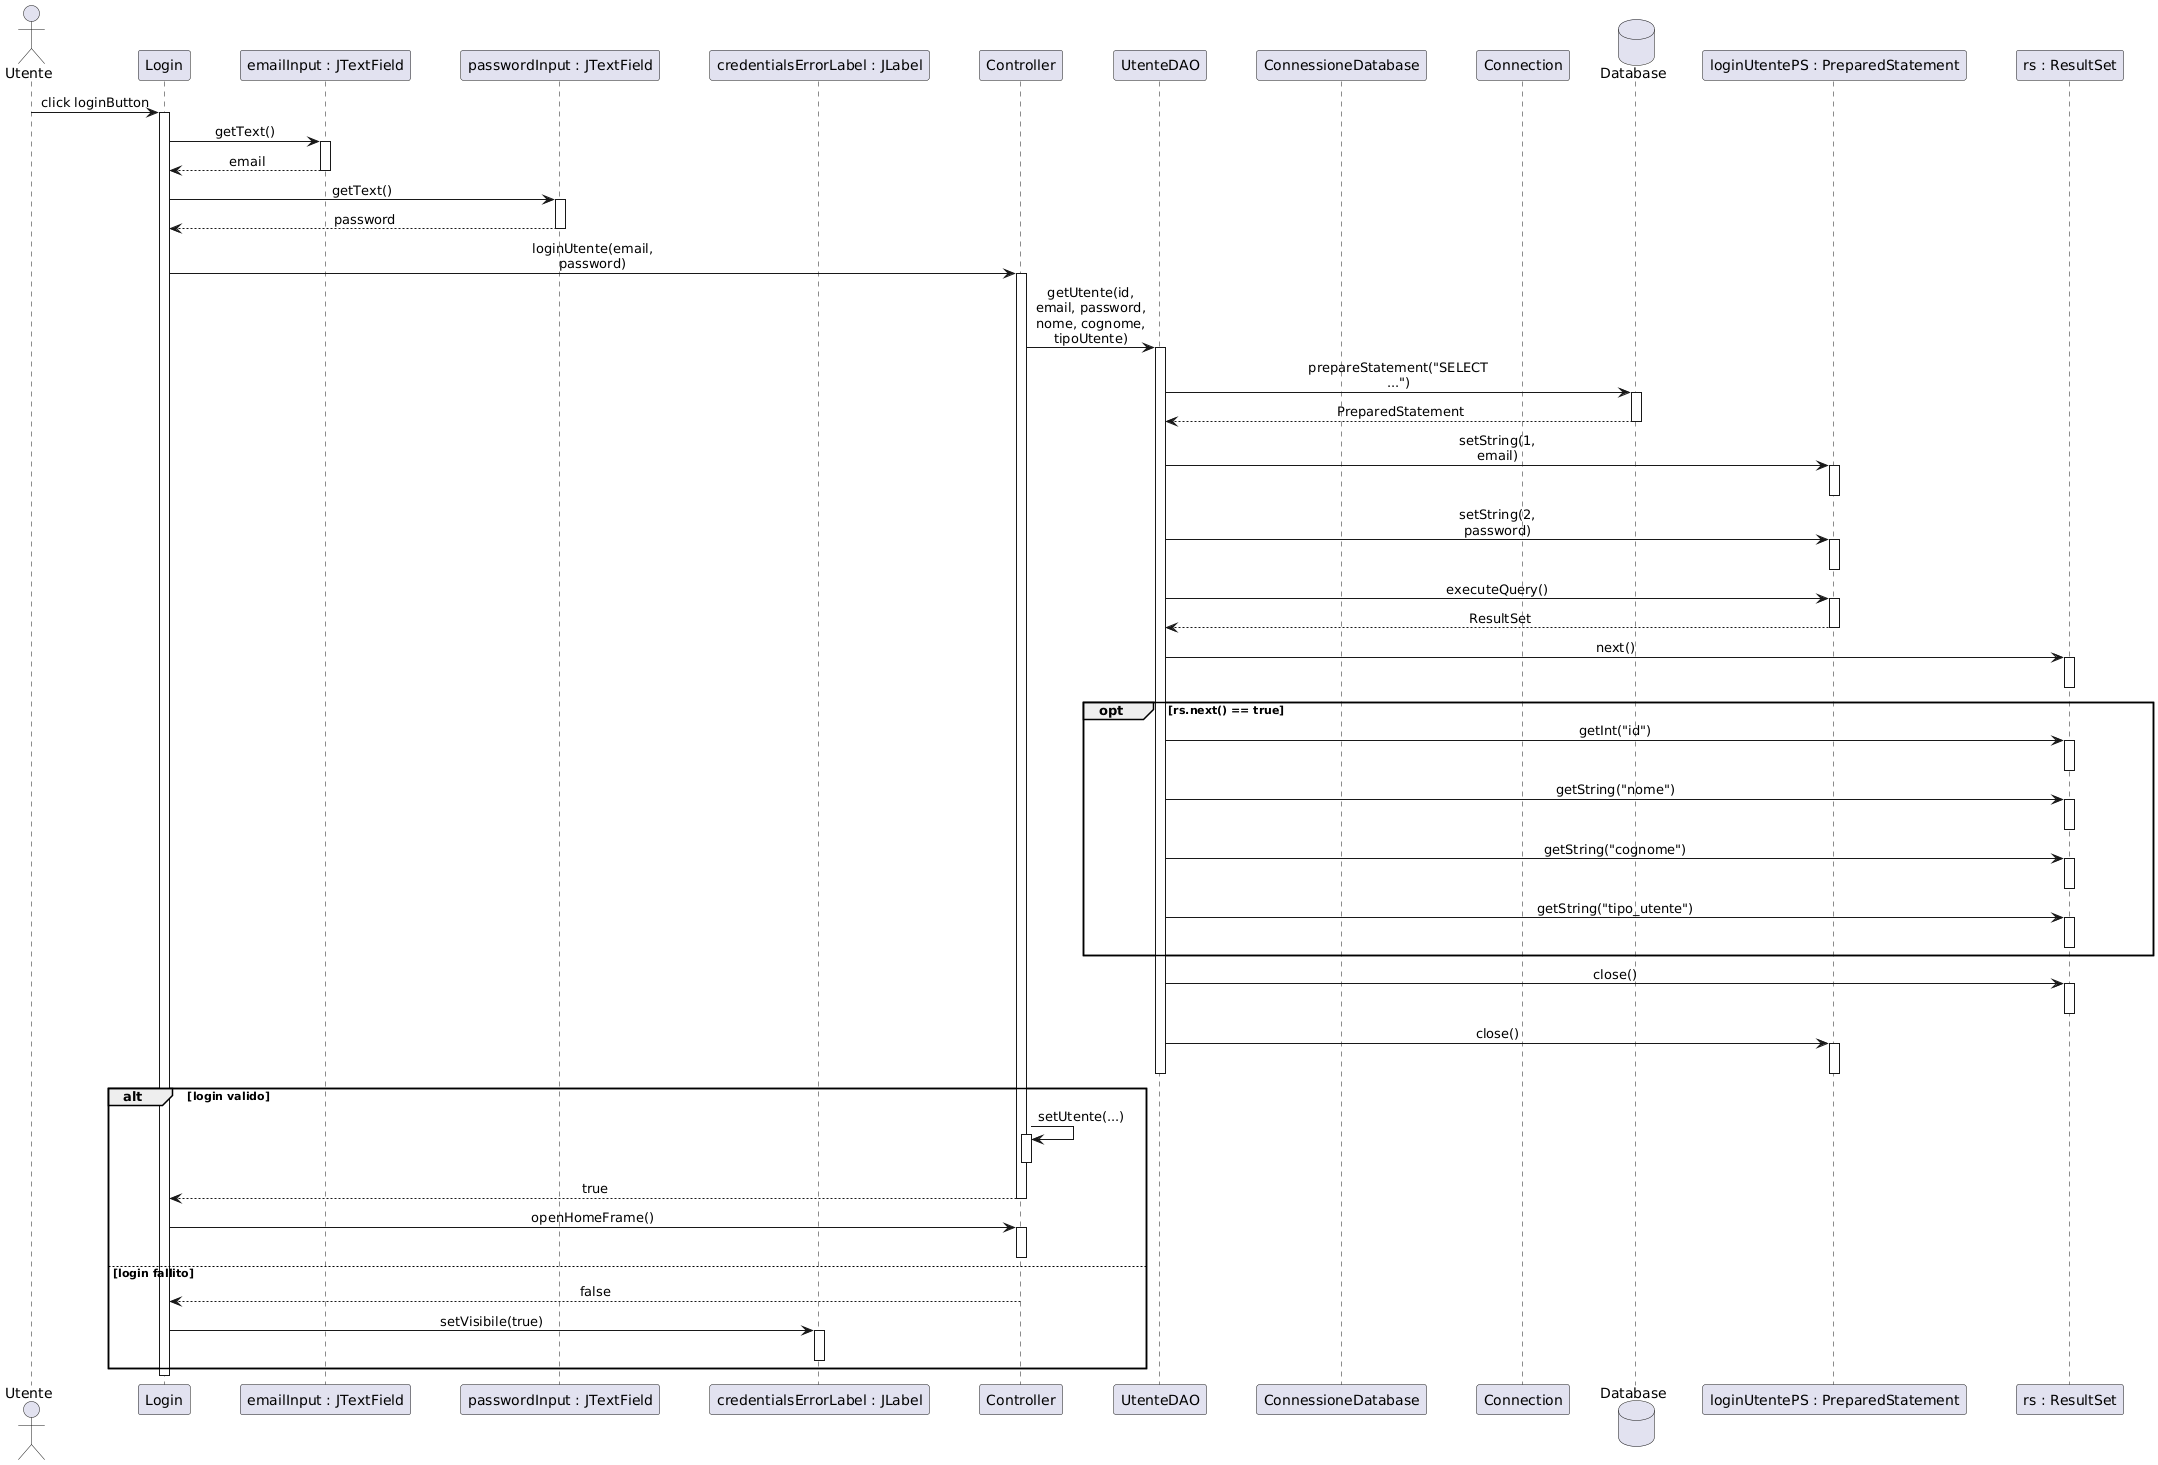 Utente
Login
emailInput : JTextField
passwordInput : JTextField
credentialsErrorLabel : JLabel
Controller
UtenteDAO
ConnessioneDatabase
Connection
Database
loginUtentePS : PreparedStatement
rs : ResultSet
click loginButton
getText()
email
getText()
password
loginUtente(email,
password)
getUtente(id,
email, password,
nome, cognome,
tipoUtente)
prepareStatement("SELECT
...")
PreparedStatement
setString(1,
email)
setString(2,
password)
executeQuery()
ResultSet
next()
opt
[rs.next() == true]
getInt("id")
getString("nome")
getString("cognome")
getString("tipo_utente")
close()
close()
alt
[login valido]
setUtente(...)
true
openHomeFrame()
[login fallito]
false
setVisibile(true)
Utente
Login
emailInput : JTextField
passwordInput : JTextField
credentialsErrorLabel : JLabel
Controller
UtenteDAO
ConnessioneDatabase
Connection
Database
loginUtentePS : PreparedStatement
rs : ResultSet